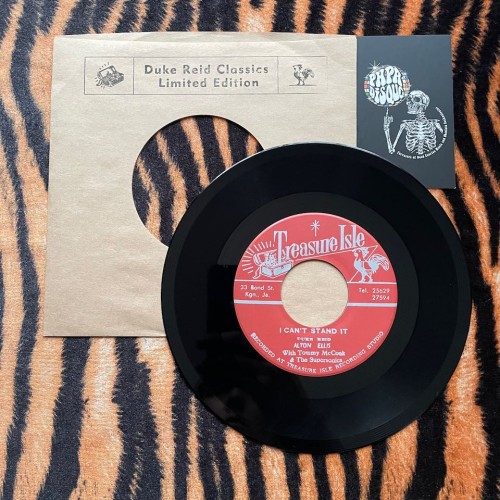 Duke Reid Classics
Limited Edition
PAPA
DISQUE
Treasure Isle
33 Bond St.
Kgn., Ja.
Tel. 25629
27594
I CAN'T STAND IT
ALTON ELLIS
With Tommy McCook
& The Supersonics
RECORDED AT TREASURE ISLE RECORDING STUDIO